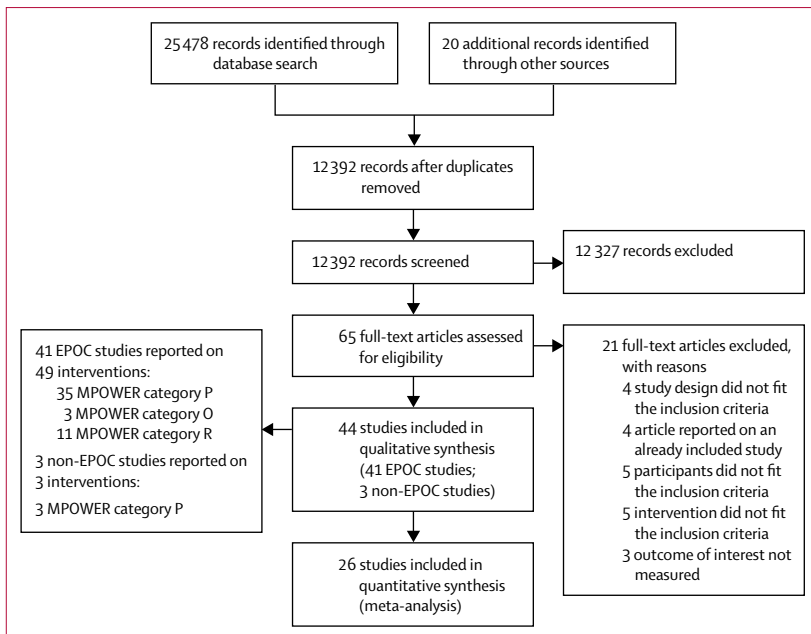 25 478 records identified through
database search
20 additional records identified
through other sources
12 392 records after duplicates
removed
12 392 records screened
12 327 records excluded
65 full-text articles assessed
for eligibility
21 full-text articles excluded,
with reasons
4 study design did not fit
the inclusion criteria
4 article reported on an
already included study
5 participants did not fit
the inclusion criteria
5 intervention did not fit
the inclusion criteria
3 outcome of interest not
measured
41 EPOC studies reported on
49 interventions:
35 MPOWER category P
3 MPOWER category O
11 MPOWER category R
3 non-EPOC studies reported on
3 interventions:
3 MPOWER category P
44 studies included in
qualitative synthesis
(41 EPOC studies;
3 non-EPOC studies)
26 studies included in
quantitative synthesis
(meta-analysis)